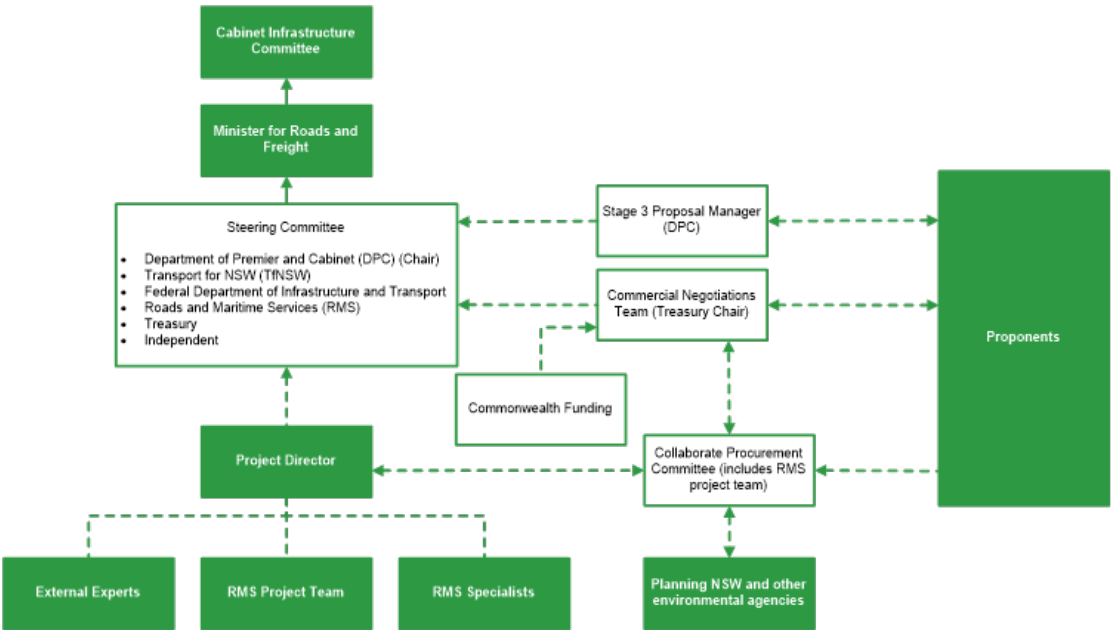 Cabinet Infrastructure
Committee
Minister for Roads and
Freight
Steering Committee
• Department of Premier and Cabinet (DPC) (Chair)
• Transport for NSW (TfNSW)
• Federal Department of Infrastructure and Transport
• Roads and Maritime Services (RMS)
• Treasury
• Independent
Stage 3 Proposal Manager
(DPC)
Commercial Negotiations
Team (Treasury Chair)
Proponents
Commonwealth Funding
Project Director
Collaborate Procurement
Committee (includes RMS
project team)
External Experts
RMS Project Team
RMS Specialists
Planning NSW and other
environmental agencies